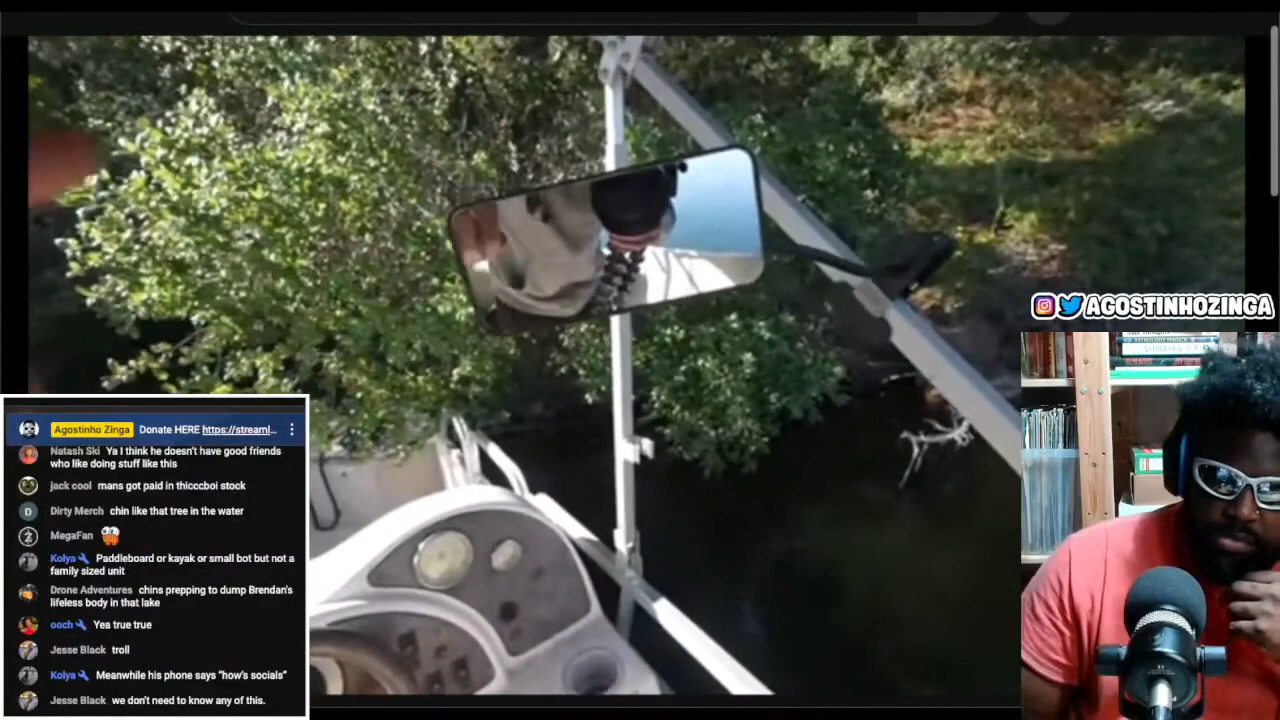 AGOSTINHOZINGA
Agostinho Zinga Donate HERE https://streaml...
Natash Ski Ya I think he doesn't have good friends
who like doing stuff like this
jack cool mans got paid in thicccboi stock
D Dirty Merch chin like that tree in the water
MegaFan
Kolya Paddleboard or kayak or small bot but not a
family sized unit
Drone Adventures chins prepping to dump Brendan's
lifeless body in that lake
ooch Yea true true
Jesse Black troll
Kolya Meanwhile his phone says "how's socials"
Jesse Black we don't need to know any of this.